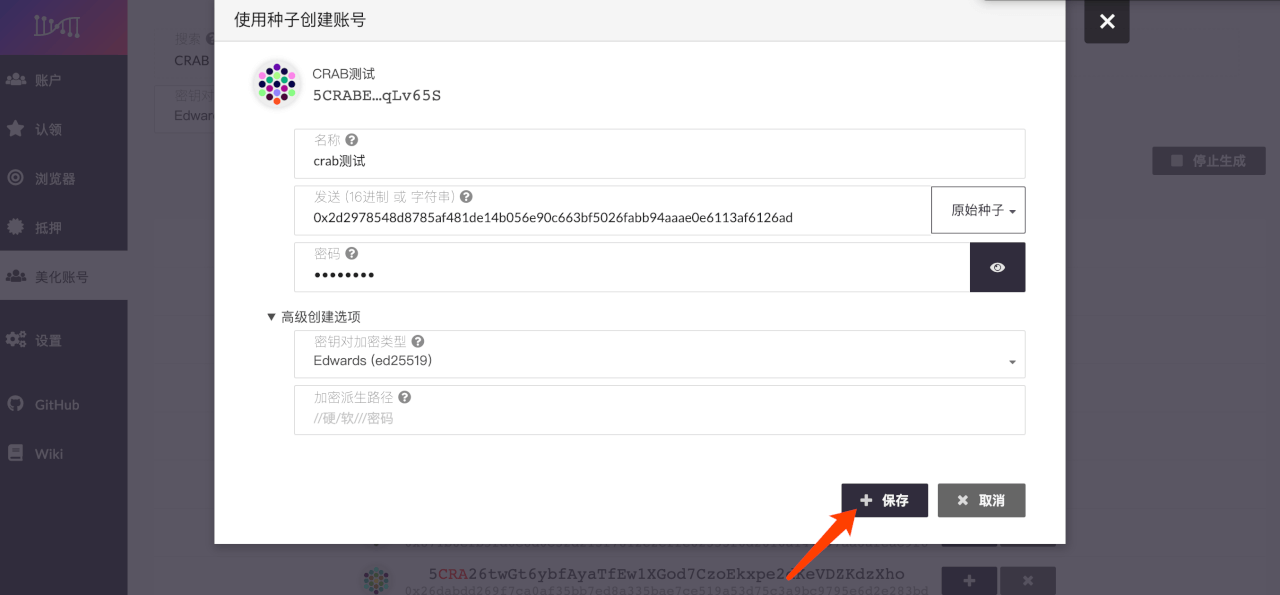 使用种子创建账号
搜索
CRAB
密钥对
Edwar
账户
认领
浏览器
抵押
美化账号
设置
GitHub
Wiki
停止生成
CRAB测试
5CRABE…qLv65S
名称
crab测试
发送 (16进制 或 字符串)
0x2d2978548d8785af481de14b056e90c663bf5026fabb94aaae0e6113af6126ad
原始种子
密码
高级创建选项
密钥对加密类型
Edwards (ed25519)
加密派生路径
//硬/软///密码
保存
取消